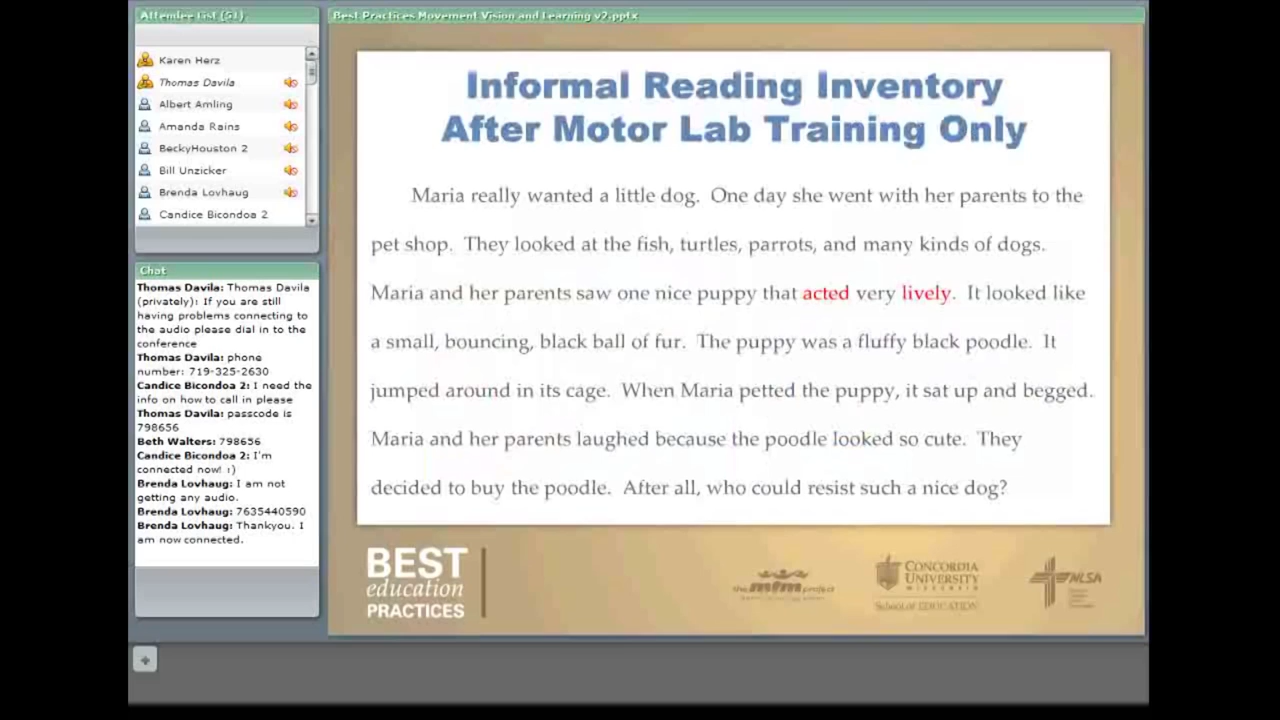 Attendee List (51)
Karen Herz
Thomas Davila
Albert Amling
Amanda Rains
BeckyHouston 2
Bill Unzicker
Brenda Lovhaug
Candice Bicondoa 2
Chat
Thomas Davila: Thomas Davila
(privately): If you are still
having problems connecting to
the audio please dial in to the
conference
Thomas Davila: phone
number: 719-325-2630
Candice Bicondoa 2: I need the
info on how to call in please
Thomas Davila: passcode is
798656
Beth Walters: 798656
Candice Bicondoa 2: I'm
connected now! :)
Brenda Lovhaug: I am not
getting any audio.
Brenda Lovhaug: 7635440590
Brenda Lovhaug: Thankyou. I
am now connected.
Best Practices Movement Vision and Learning v2.pptx
Informal Reading Inventory
After Motor Lab Training Only
Maria really wanted a little dog. One day she went with her parents to the
pet shop. They looked at the fish, turtles, parrots, and many kinds of dogs.
Maria and her parents saw one nice puppy that acted very lively. It looked like
a small, bouncing, black ball of fur. The puppy was a fluffy black poodle. It
jumped around in its cage. When Maria petted the puppy, it sat up and begged.
Maria and her parents laughed because the poodle looked so cute. They
decided to buy the poodle. After all, who could resist such a nice dog?
BEST
education
PRACTICES
the mfm project
CONCORDIA
UNIVERSITY
WISCONSIN
School of EDUCATION
NLSA